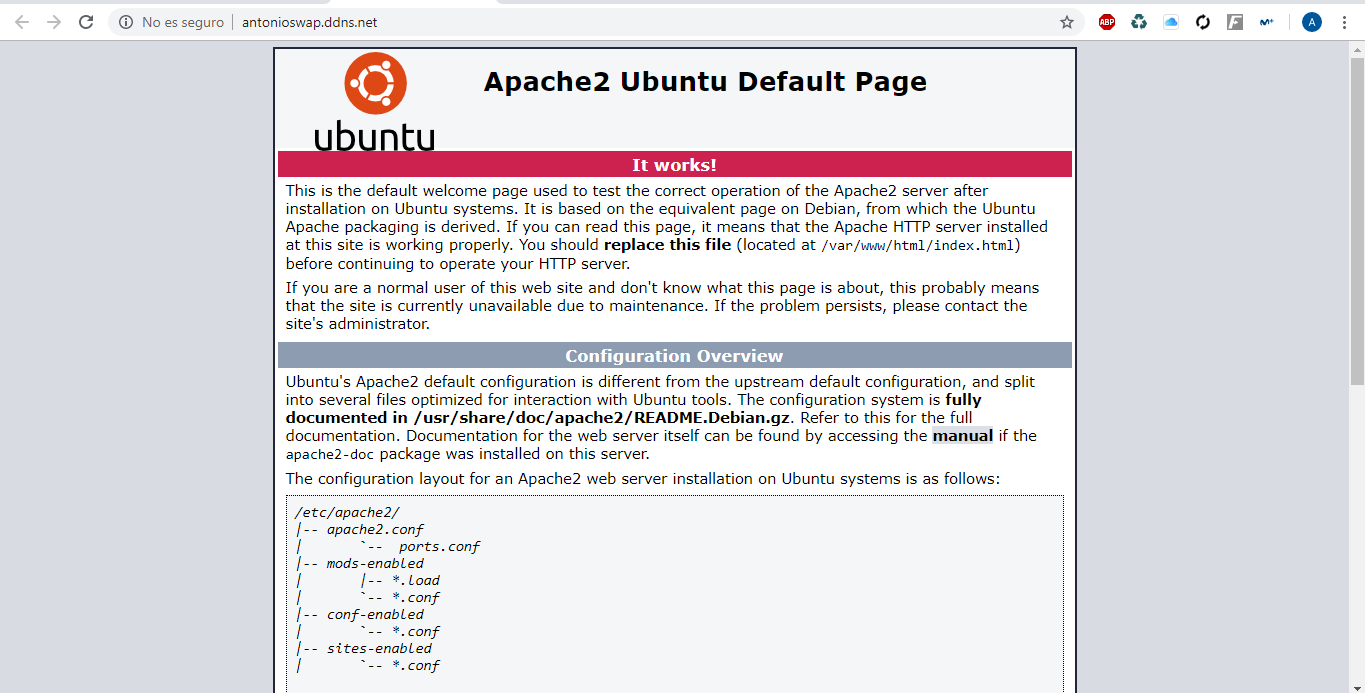 No es seguro | antonioswap.ddns.net
ABP
F
M+
A
Apache2 Ubuntu Default Page
ubuntu
It works!
This is the default welcome page used to test the correct operation of the Apache2 server after
installation on Ubuntu systems. It is based on the equivalent page on Debian, from which the Ubuntu
Apache packaging is derived. If you can read this page, it means that the Apache HTTP server installed
at this site is working properly. You should replace this file (located at /var/www/html/index.html)
before continuing to operate your HTTP server.
If you are a normal user of this web site and don't know what this page is about, this probably means
that the site is currently unavailable due to maintenance. If the problem persists, please contact the
site's administrator.
Configuration Overview
Ubuntu's Apache2 default configuration is different from the upstream default configuration, and split
into several files optimized for interaction with Ubuntu tools. The configuration system is fully
documented in /usr/share/doc/apache2/README.Debian.gz. Refer to this for the full
documentation. Documentation for the web server itself can be found by accessing the manual if the
apache2-doc package was installed on this server.
The configuration layout for an Apache2 web server installation on Ubuntu systems is as follows:
/etc/apache2/
|-- apache2.conf
|       `--  ports.conf
|-- mods-enabled
|       |-- *.load
|       `-- *.conf
|-- conf-enabled
|       `-- *.conf
|-- sites-enabled
|       `-- *.conf